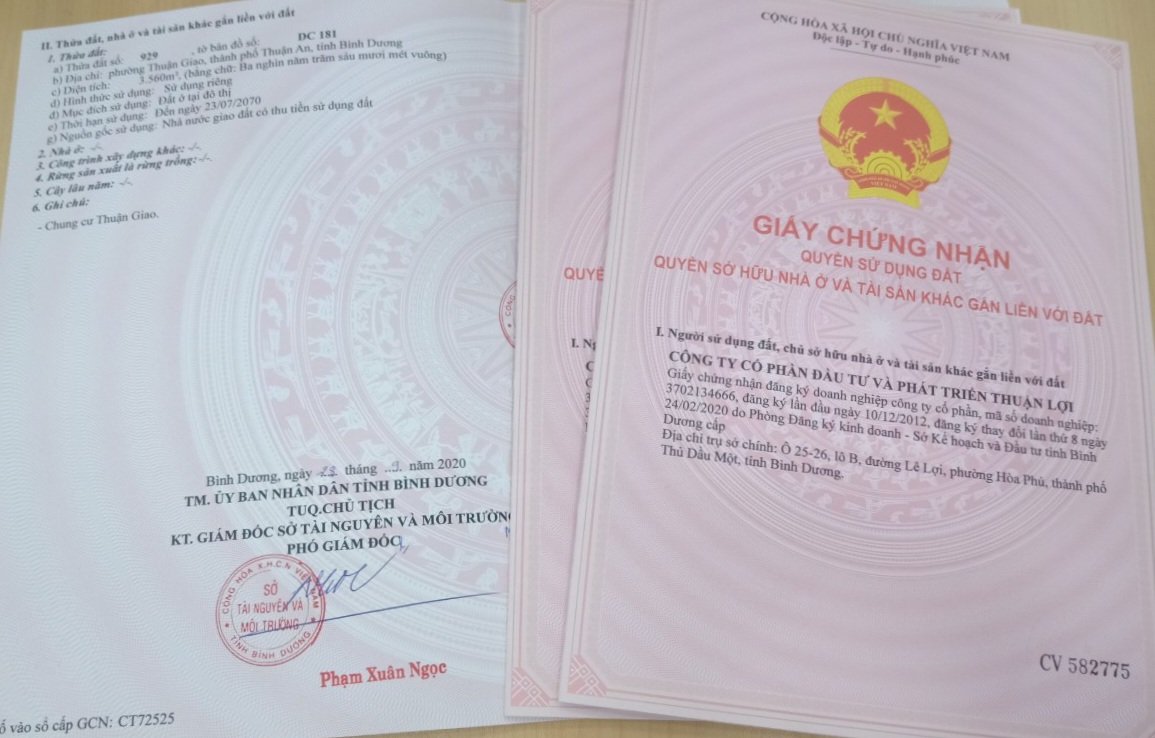 II. Thửa đất, nhà ở và tài sản khác gắn liền với đất
1. Thửa đất:
a) Thửa đất số: 929 , tờ bản đồ số: DC 181
b) Địa chỉ: phường Thuận Giao, thành phố Thuận An, tỉnh Bình Dương
c) Diện tích: 3.560m², (bằng chữ: Ba nghìn năm trăm sáu mươi mét vuông)
d) Hình thức sử dụng: Sử dụng riêng
đ) Mục đích sử dụng: Đất ở tại đô thị
e) Thời hạn sử dụng: Đến ngày 23/07/2070
g) Nguồn gốc sử dụng: Nhà nước giao đất có thu tiền sử dụng đất
2. Nhà ở: -/-.
3. Công trình xây dựng khác: -/-.
4. Rừng sản xuất là rừng trồng: -/-.
5. Cây lâu năm: -/-.
6. Ghi chú:
- Chung cư Thuận Giao.
Bình Dương, ngày 23 tháng 9 năm 2020
TM. ỦY BAN NHÂN DÂN TỈNH BÌNH DƯƠNG
TUQ.CHỦ TỊCH
KT. GIÁM ĐỐC SỞ TÀI NGUYÊN VÀ MÔI TRƯỜNG
PHÓ GIÁM ĐỐC
CỘNG HÒA X.H.C.N VIỆT NAM
SỞ
TÀI NGUYÊN VÀ
MÔI TRƯỜNG
TỈNH BÌNH DƯƠNG
Phạm Xuân Ngọc
ố vào sổ cấp GCN: CT72525
QUYỀ
I. Ng
CỘNG HÒA XÃ HỘI CHỦ NGHĨA VIỆT NAM
Độc lập - Tự do - Hạnh phúc
VIỆT NAM
GIẤY CHỨNG NHẬN
QUYỀN SỬ DỤNG ĐẤT
QUYỀN SỞ HỮU NHÀ Ở VÀ TÀI SẢN KHÁC GẮN LIỀN VỚI ĐẤT
I. Người sử dụng đất, chủ sở hữu nhà ở và tài sản khác gắn liền với đất
CÔNG TY CỔ PHẦN ĐẦU TƯ VÀ PHÁT TRIỂN THUẬN LỢI
Giấy chứng nhận đăng ký doanh nghiệp công ty cổ phần, mã số doanh nghiệp:
3702134666, đăng ký lần đầu ngày 10/12/2012, đăng ký thay đổi lần thứ 8 ngày
24/02/2020 do Phòng Đăng ký kinh doanh - Sở Kế hoạch và Đầu tư tỉnh Bình
Dương cấp
Địa chỉ trụ sở chính: Ô 25-26, lô B, đường Lê Lợi, phường Hòa Phú, thành phố
Thủ Dầu Một, tỉnh Bình Dương.
CV 582775